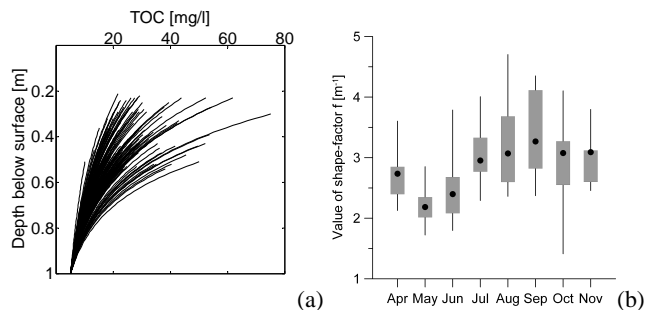 TOC [mg/l]
20 40 60 80
Depth below surface [m]
0.2
0.4
0.6
0.8
1
(a)
Value of shape-factor f [m⁻¹]
5
4
3
2
1
Apr May Jun Jul Aug Sep Oct Nov
(b)